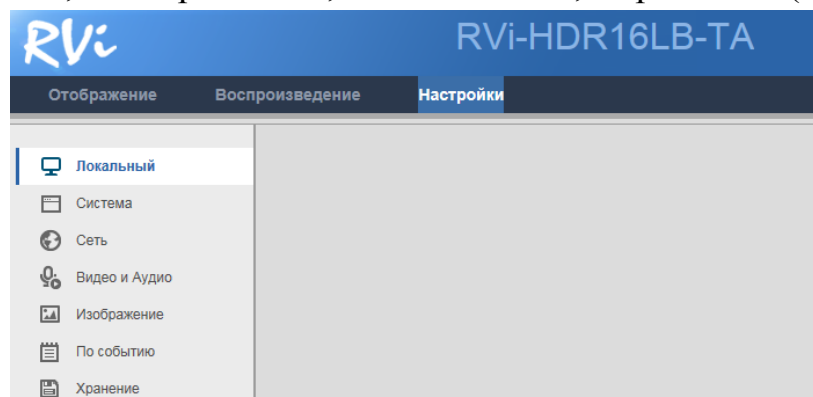 RVi
RVi-HDR16LB-TA
Отображение Воспроизведение Настройки
Локальный
Система
Сеть
Видео и Аудио
Изображение
По событию
Хранение